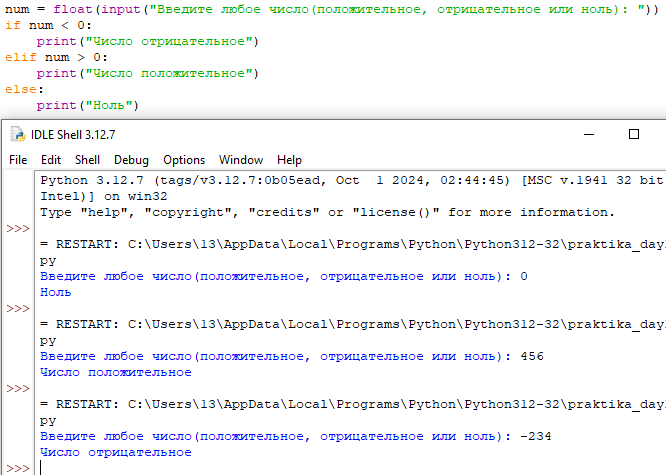 num = float(input("Введите любое число(положительное, отрицательное или ноль): "))
if num < 0:
    print("Число отрицательное")
elif num > 0:
    print("Число положительное")
else:
    print("Ноль")
IDLE Shell 3.12.7
File Edit Shell Debug Options Window Help
Python 3.12.7 (tags/v3.12.7:0b05ead, Oct  1 2024, 02:44:45) [MSC v.1941 32 bit
Intel)] on win32
Type "help", "copyright", "credits" or "license()" for more information.
>>>
= RESTART: C:\Users\13\AppData\Local\Programs\Python\Python312-32\praktika_day
py
Введите любое число(положительное, отрицательное или ноль): 0
Ноль
>>>
= RESTART: C:\Users\13\AppData\Local\Programs\Python\Python312-32\praktika_day
py
Введите любое число(положительное, отрицательное или ноль): 456
Число положительное
>>>
= RESTART: C:\Users\13\AppData\Local\Programs\Python\Python312-32\praktika_day
py
Введите любое число(положительное, отрицательное или ноль): -234
Число отрицательное
>>>